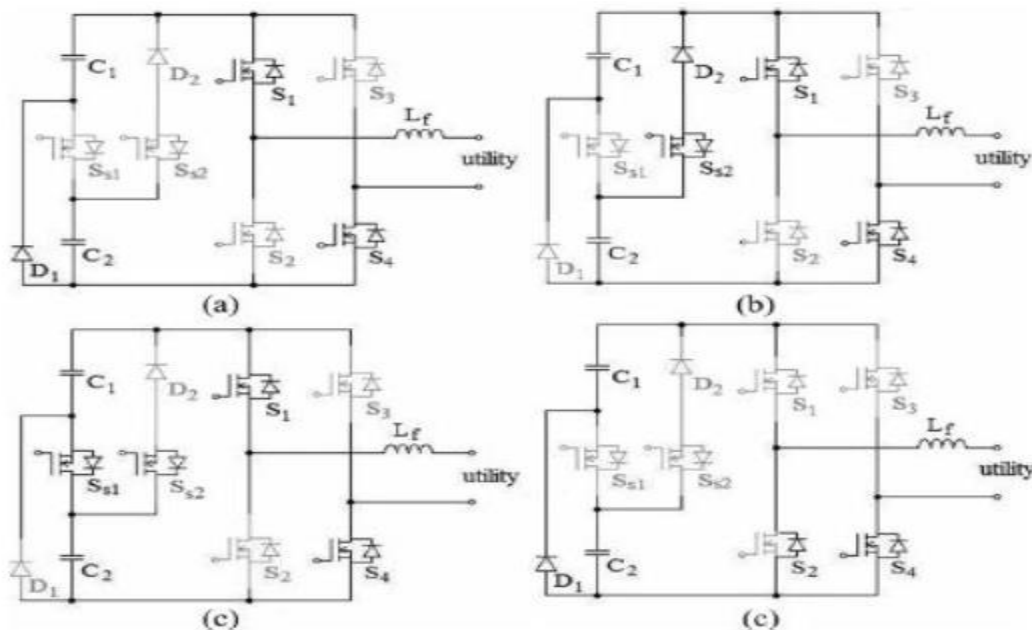 C1
D2
S1
S3
Lf
Ss1
Ss2
utility
D1
C2
S2
S4
(a)
C1
D2
S1
S3
Lf
Ss1
Ss2
utility
D1
C2
S2
S4
(b)
C1
D2
S1
S3
Lf
Ss1
Ss2
utility
D1
C2
S2
S4
(c)
C1
D2
S1
S3
Lf
Ss1
Ss2
utility
D1
C2
S2
S4
(c)